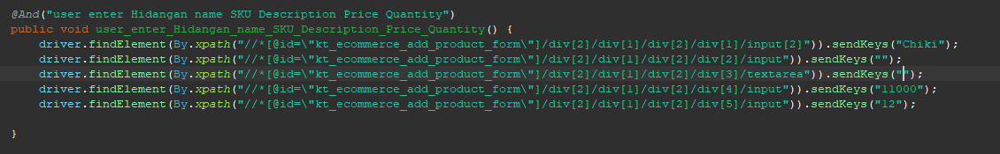 @And("user enter Hidangan name SKU Description Price Quantity")
public void user_enter_Hidangan_name_SKU_Description_Price_Quantity() {
driver.findElement(By.xpath("//*[@id=\"kt_ecommerce_add_product_form\"]/div[2]/div[1]/div[2]/div[1]/input[2]")).sendKeys("Chiki");
driver.findElement(By.xpath("//*[@id=\"kt_ecommerce_add_product_form\"]/div[2]/div[1]/div[2]/div[2]/input")).sendKeys("");
driver.findElement(By.xpath("//*[@id=\"kt_ecommerce_add_product_form\"]/div[2]/div[1]/div[2]/div[3]/textarea")).sendKeys("");
driver.findElement(By.xpath("//*[@id=\"kt_ecommerce_add_product_form\"]/div[2]/div[1]/div[2]/div[4]/input")).sendKeys("11000");
driver.findElement(By.xpath("//*[@id=\"kt_ecommerce_add_product_form\"]/div[2]/div[1]/div[2]/div[5]/input")).sendKeys("12");
}